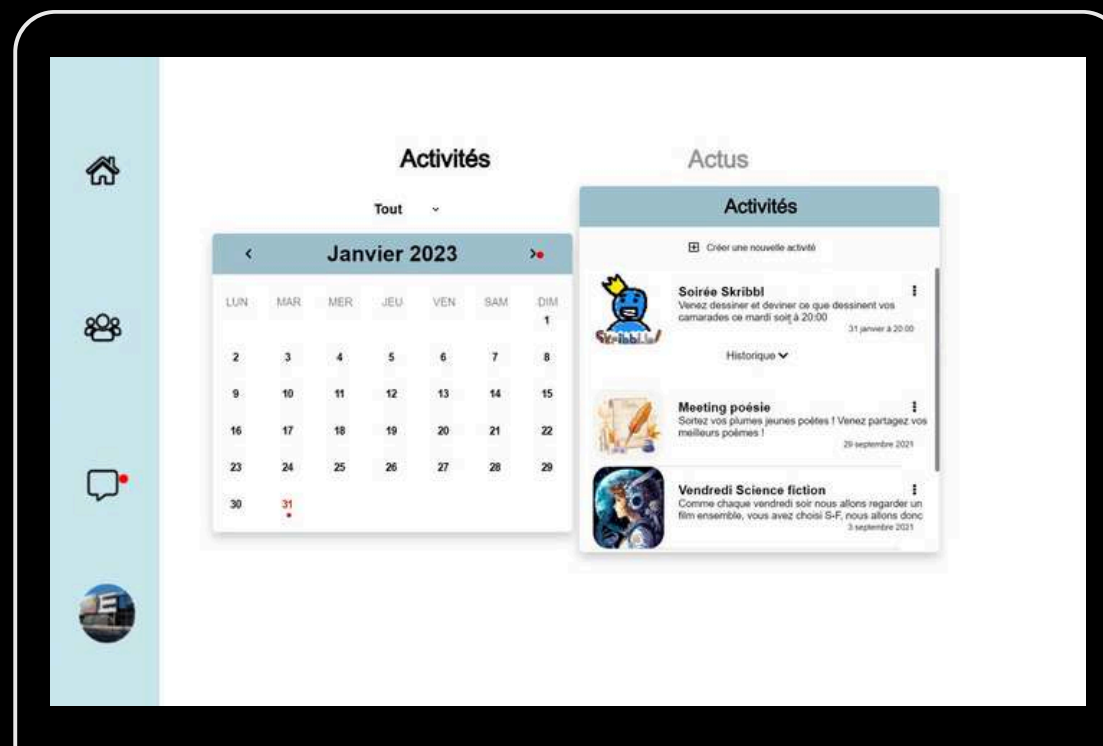 Activités
Actus
Tout
Janvier 2023
LUN MAR MER JEU VEN SAM DIM
1
2 3 4 5 6 7 8
9 10 11 12 13 14 15
16 17 18 19 20 21 22
23 24 25 26 27 28 29
30 31
Activités
Créer une nouvelle activité
Soirée Skribbl
Venez dessiner et deviner ce que dessinent vos
camarades ce mardi soit à 20:00
31 janvier à 20:00
Skribbl.io!
Historique
Meeting poésie
Sortez vos plumes jeunes poètes ! Venez partagez vos
meilleurs poèmes !
29 septembre 2021
Vendredi Science fiction
Comme chaque vendredi soir nous allons regarder un
film ensemble, vous avez choisi S-F, nous allons donc
3 septembre 2021